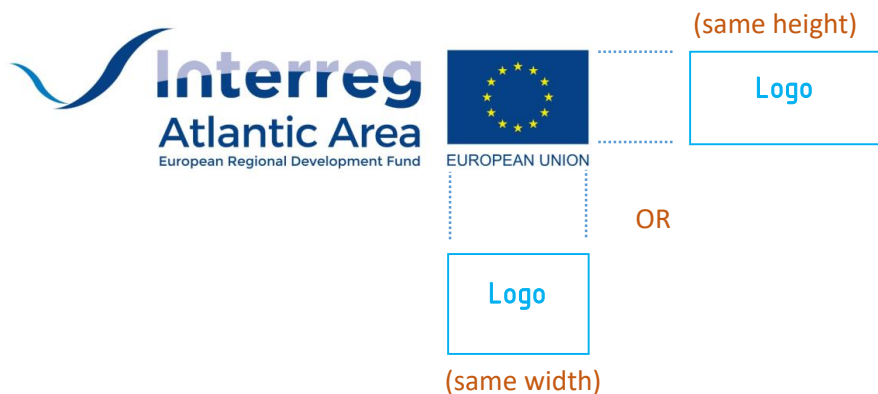 (same height)
Interreg
Logo
Atlantic Area
European Regional Development Fund
EUROPEAN UNION
OR
Logo
(same width)